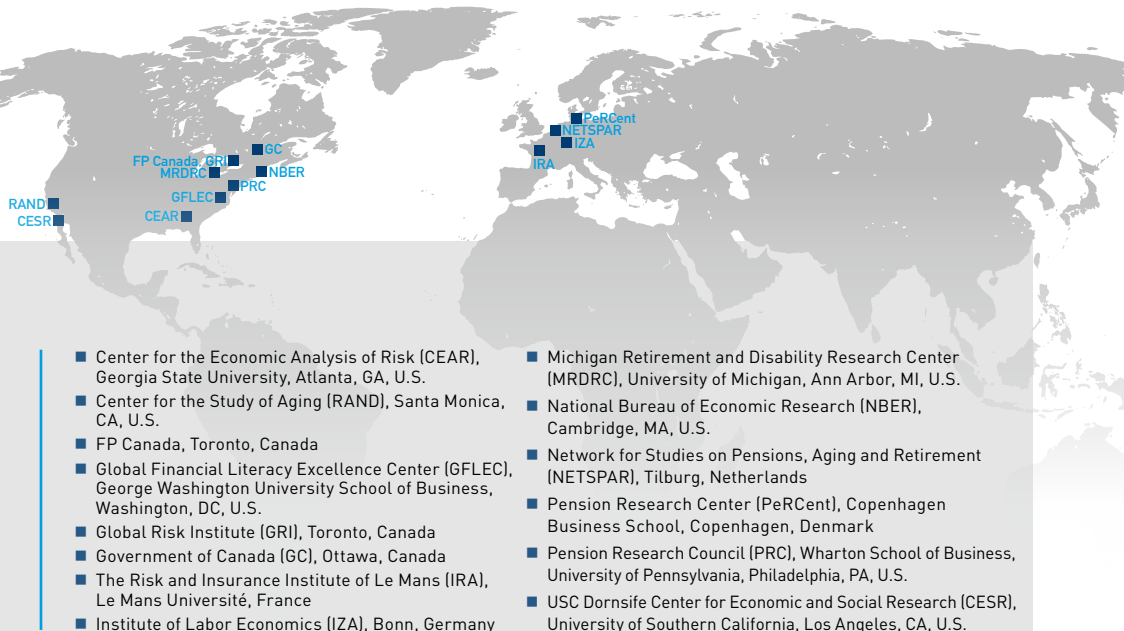 PeRCent
NETSPAR
IZA
IRA
GC
FP Canada, GRI
MRDRC
NBER
PRC
GFLEC
RAND
CEAR
CESR
Center for the Economic Analysis of Risk (CEAR),
Georgia State University, Atlanta, GA, U.S.
Center for the Study of Aging (RAND), Santa Monica,
CA, U.S.
FP Canada, Toronto, Canada
Global Financial Literacy Excellence Center (GFLEC),
George Washington University School of Business,
Washington, DC, U.S.
Global Risk Institute (GRI), Toronto, Canada
Government of Canada (GC), Ottawa, Canada
The Risk and Insurance Institute of Le Mans (IRA),
Le Mans Université, France
Institute of Labor Economics (IZA), Bonn, Germany
Michigan Retirement and Disability Research Center
(MRDRC), University of Michigan, Ann Arbor, MI, U.S.
National Bureau of Economic Research (NBER),
Cambridge, MA, U.S.
Network for Studies on Pensions, Aging and Retirement
(NETSPAR), Tilburg, Netherlands
Pension Research Center (PeRCent), Copenhagen
Business School, Copenhagen, Denmark
Pension Research Council (PRC), Wharton School of Business,
University of Pennsylvania, Philadelphia, PA, U.S.
USC Dornsife Center for Economic and Social Research (CESR),
University of Southern California, Los Angeles, CA, U.S.